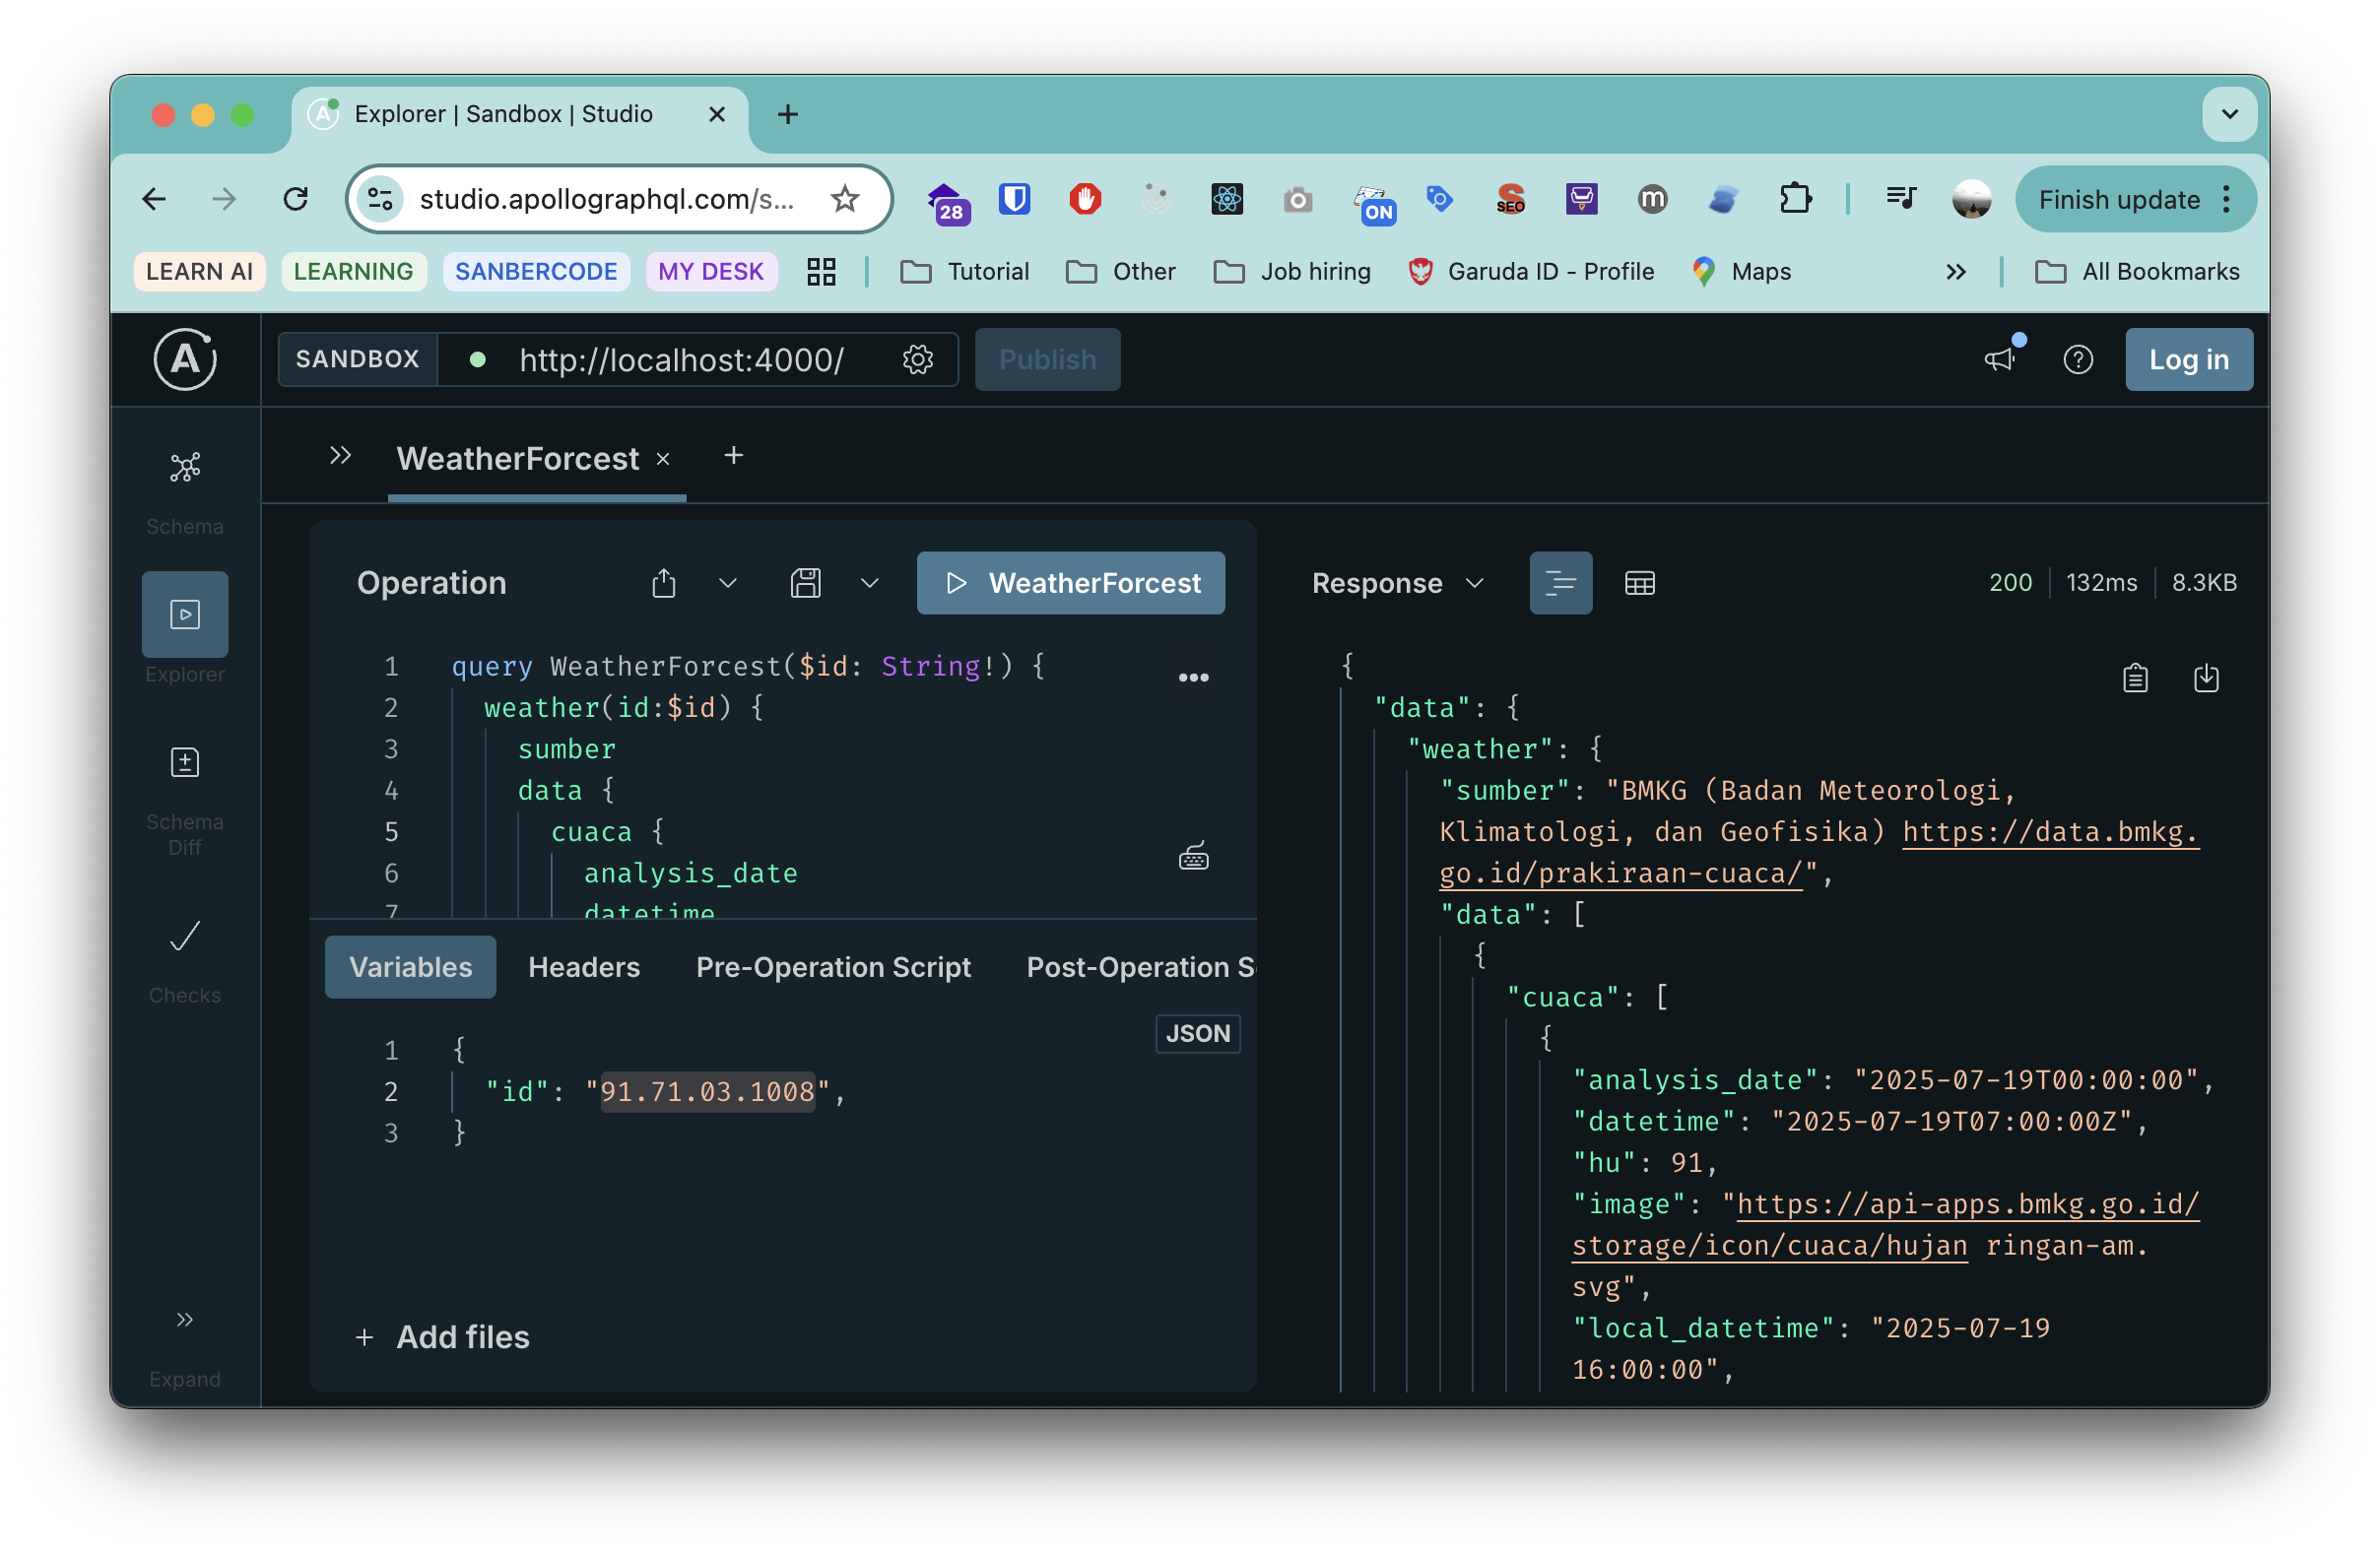 Explorer | Sandbox | Studio
studio.apollographql.com/s...
28
ON
SEO
m
Finish update
LEARN AI
LEARNING
SANBERCODE
MY DESK
Tutorial
Other
Job hiring
Garuda ID - Profile
Maps
All Bookmarks
A
SANDBOX
http://localhost:4000/
Publish
Log in
Schema
Explorer
Schema
Diff
Checks
Expand
WeatherForcest
Operation
WeatherForcest
1 query WeatherForcest($id: String!) {
2 weather(id:$id) {
3 sumber
4 data {
5 cuaca {
6 analysis_date
7 datetime
Variables
Headers
Pre-Operation Script
Post-Operation S
JSON
1 {
2 "id": "91.71.03.1008",
3 }
+ Add files
Response
200
132ms
8.3KB
{
"data": {
"weather": {
"sumber": "BMKG (Badan Meteorologi,
Klimatologi, dan Geofisika) https://data.bmkg.
go.id/prakiraan-cuaca/",
"data": [
{
"cuaca": [
{
"analysis_date": "2025-07-19T00:00:00",
"datetime": "2025-07-19T07:00:00Z",
"hu": 91,
"image": "https://api-apps.bmkg.go.id/
storage/icon/cuaca/hujan ringan-am.
svg",
"local_datetime": "2025-07-19
16:00:00",